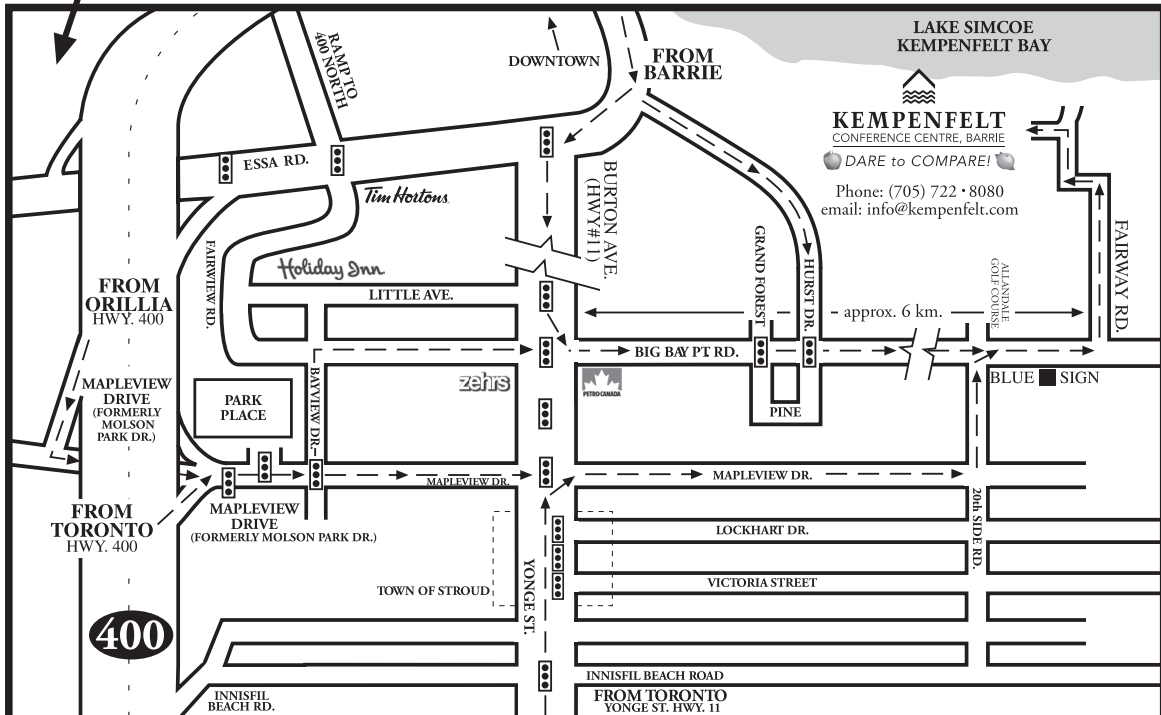 LAKE SIMCOE
KEMPENFELT BAY
KEMPENFELT
CONFERENCE CENTRE, BARRIE
DARE to COMPARE!
Phone: (705) 722 • 8080
email: info@kempenfelt.com
DOWNTOWN
FROM
BARRIE
RAMP TO
400 NORTH
ESSA RD.
Tim Hortons
BURTON AVE.
(HWY#11)
FAIRVIEW RD.
Holiday Inn
LITTLE AVE.
GRAND FOREST
HURST DR.
ALLANDALE
GOLF COURSE
FAIRWAY RD.
approx. 6 km.
FROM
ORILLIA
HWY. 400
BIG BAY PT RD.
BLUE SIGN
MAPLEVIEW
DRIVE
(FORMERLY
MOLSON
PARK DR.)
PARK
PLACE
BAYVIEW DR.
zehrs
PETRO CANADA
PINE
MAPLEVIEW DR.
MAPLEVIEW DR.
FROM
TORONTO
HWY. 400
MAPLEVIEW
DRIVE
(FORMERLY MOLSON PARK DR.)
20th SIDE RD.
LOCKHART DR.
VICTORIA STREET
TOWN OF STROUD
YONGE ST.
400
INNISFIL BEACH ROAD
INNISFIL
BEACH RD.
FROM TORONTO
YONGE ST. HWY. 11